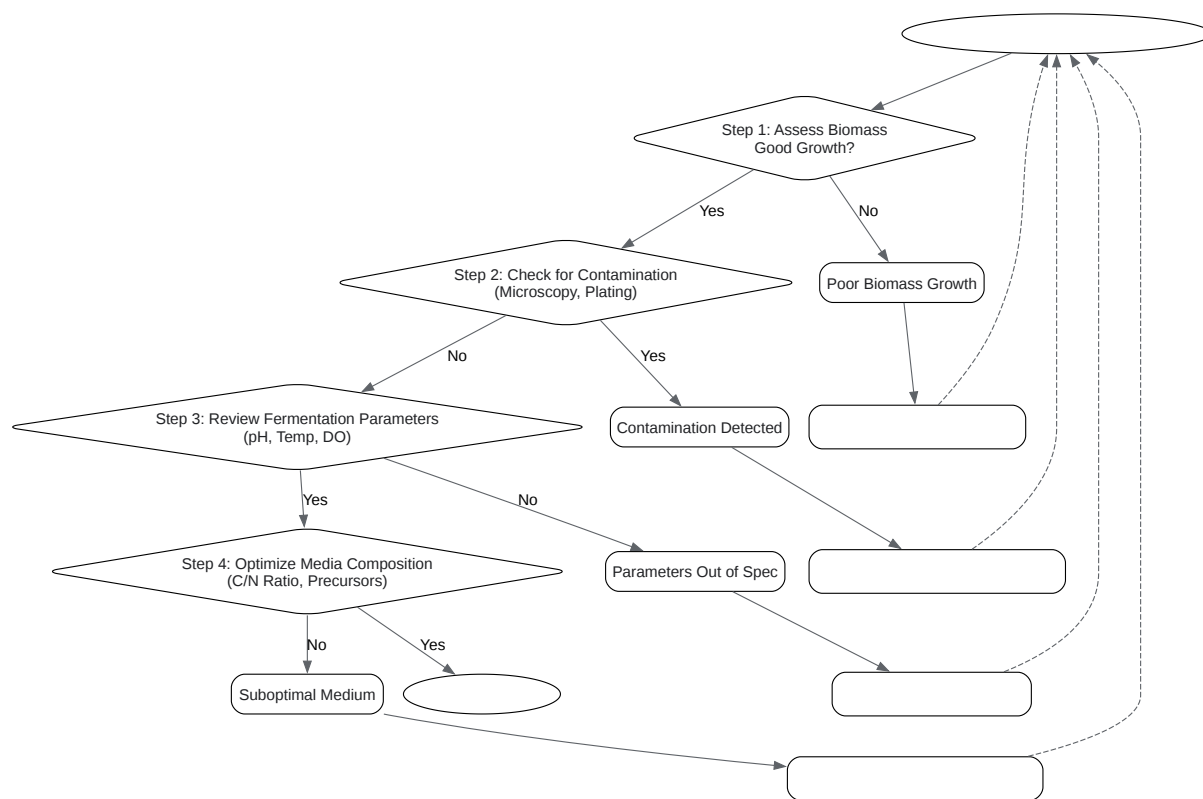 Step 1: Assess Biomass
Good Growth?
Yes
No
Step 2: Check for Contamination
(Microscopy, Plating)
Poor Biomass Growth
No
Yes
Step 3: Review Fermentation Parameters
(pH, Temp, DO)
Contamination Detected
Yes
No
Step 4: Optimize Media Composition
(C/N Ratio, Precursors)
Parameters Out of Spec
No
Yes
Suboptimal Medium